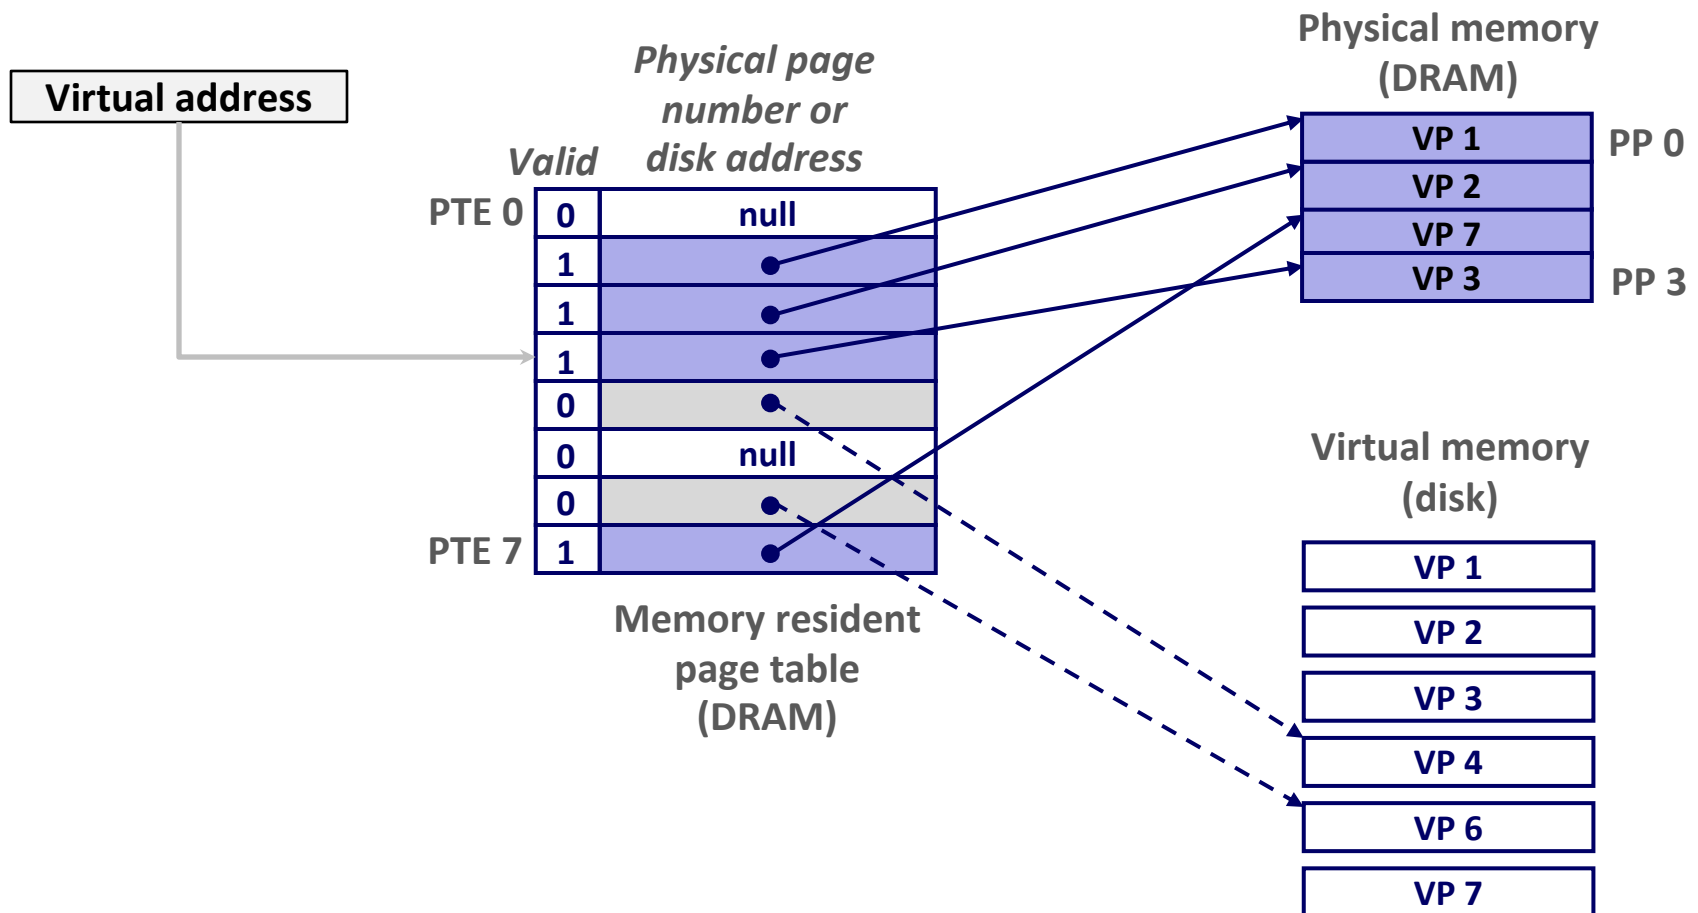 Virtual address
Physical page
number or
disk address
Valid
PTE 0
0
null
1
1
1
0
0
null
0
PTE 7
1
Memory resident
page table
(DRAM)
Physical memory
(DRAM)
VP 1
PP 0
VP 2
VP 7
VP 3
PP 3
Virtual memory
(disk)
VP 1
VP 2
VP 3
VP 4
VP 6
VP 7